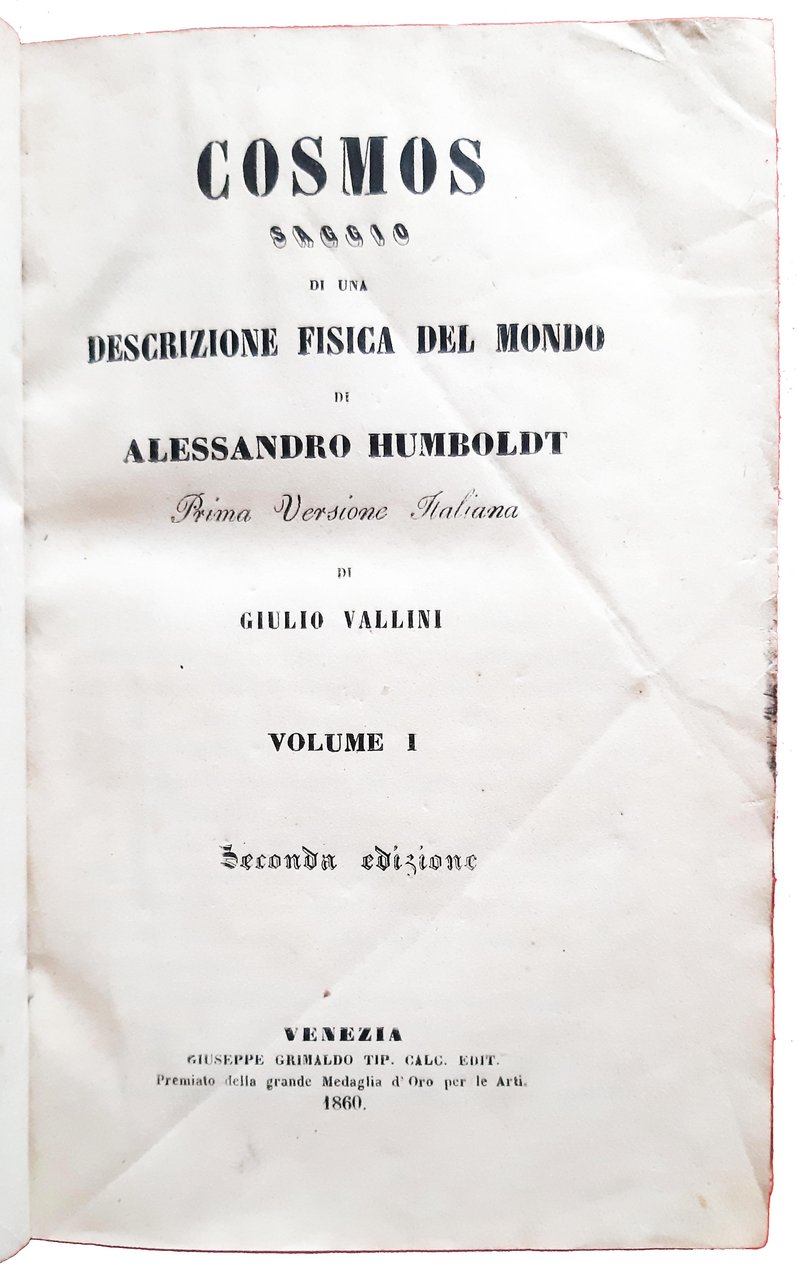 COSMOS
SAGGIO
DI UNA
DESCRIZIONE FISICA DEL MONDO
DI
ALESSANDRO HUMBOLDT
Prima Versione Italiana
DI
GIULIO VALLINI
VOLUME I
Seconda edizione
VENEZIA
GIUSEPPE GRIMALDO TIP. CALC. EDIT.
Premiato della grande Medaglia d'Oro per le Arti.
1860.